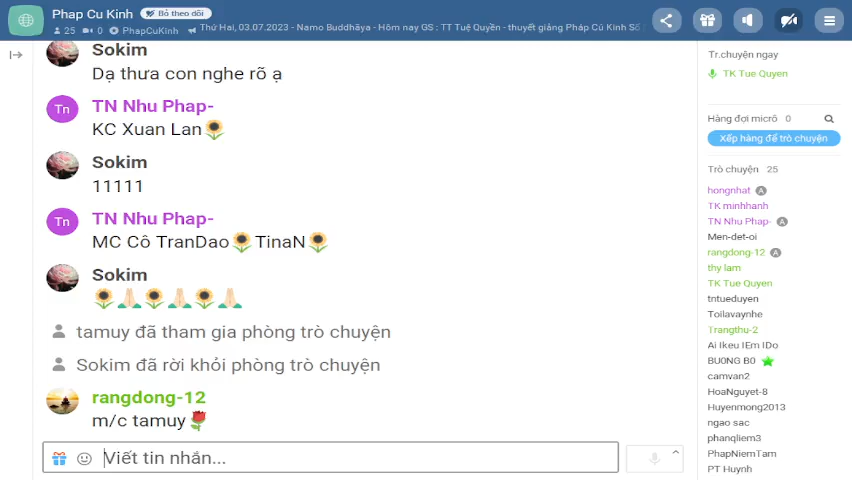 Phap Cu Kinh
Bỏ theo dõi
25 0 PhapCuKinh
Thứ Hai, 03.07.2023 - Namo Buddhāya - Hôm nay GS : TT Tuệ Quyền - thuyết giảng Pháp Cú Kinh Số
Sokim
Dạ thưa con nghe rõ ạ
TN Nhu Phap-
Tn
KC Xuan Lan🌻
Sokim
11111
TN Nhu Phap-
Tn
MC Cô TranDao🌻TinaN🌻
Sokim
🌻🙏🏻🌻🙏🏻🌻🙏🏻
tamuy đã tham gia phòng trò chuyện
Sokim đã rời khỏi phòng trò chuyện
rangdong-12
m/c tamuy🌹
Viết tin nhắn...
Tr.chuyện ngay
TK Tue Quyen
Hàng đợi micrô 0
Xếp hàng để trò chuyện
Trò chuyện 25
hongnhat A
TK minhhanh
TN Nhu Phap- A
Men-det-oi
rangdong-12 A
thy lam
TK Tue Quyen
tntueduyen
Toilavaynhe
Trangthu-2
Ai Ikeu IEm IDo
BU0NG B0
camvan2
HoaNguyet-8
Huyenmong2013
ngao sac
phanqliem3
PhapNiemTam
PT Huynh